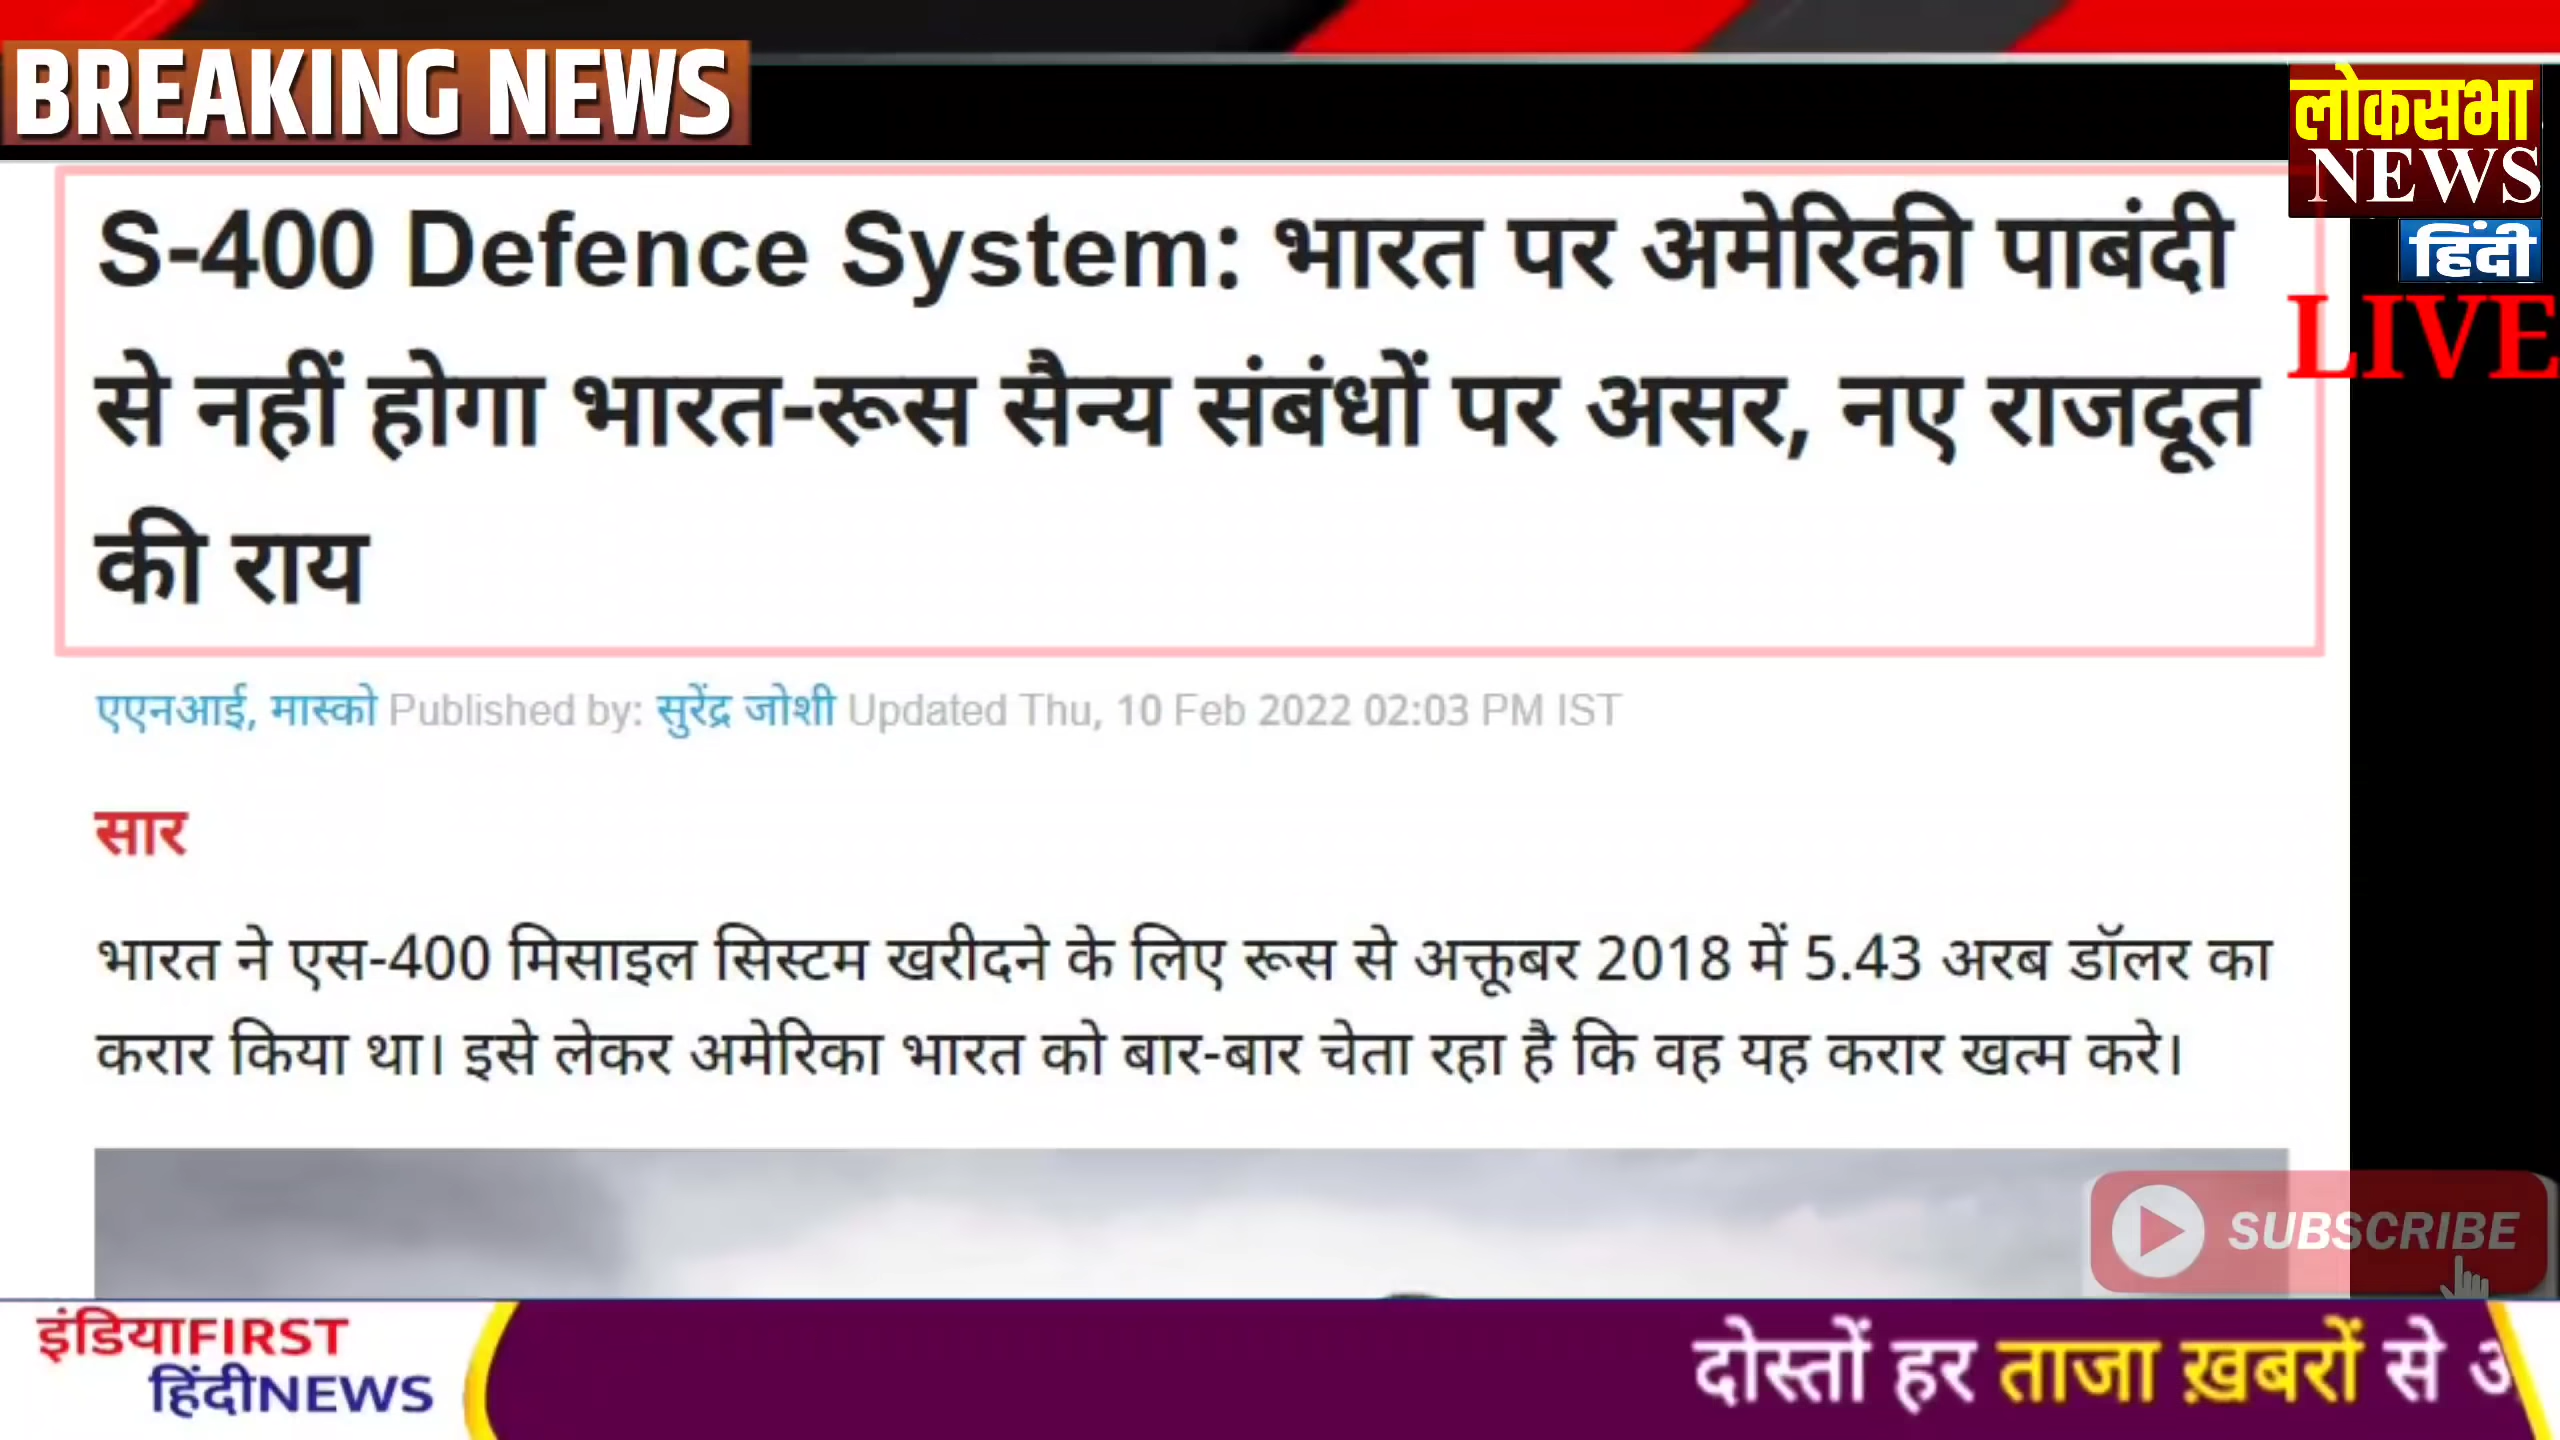 BREAKING NEWS
लोकसभा
NEWS
हिंदी
LIVE
S-400 Defence System: भारत पर अमेरिकी पाबंदी
से नहीं होगा भारत-रूस सैन्य संबंधों पर असर, नए राजदूत
की राय
एएनआई, मास्को Published by: सुरेंद्र जोशी Updated Thu, 10 Feb 2022 02:03 PM IST
सार
भारत ने एस-400 मिसाइल सिस्टम खरीदने के लिए रूस से अक्तूबर 2018 में 5.43 अरब डॉलर का
करार किया था। इसे लेकर अमेरिका भारत को बार-बार चेता रहा है कि वह यह करार खत्म करे।
SUBSCRIBE
इंडियाFIRST
हिंदीNEWS
दोस्तों हर ताजा ख़बरों से